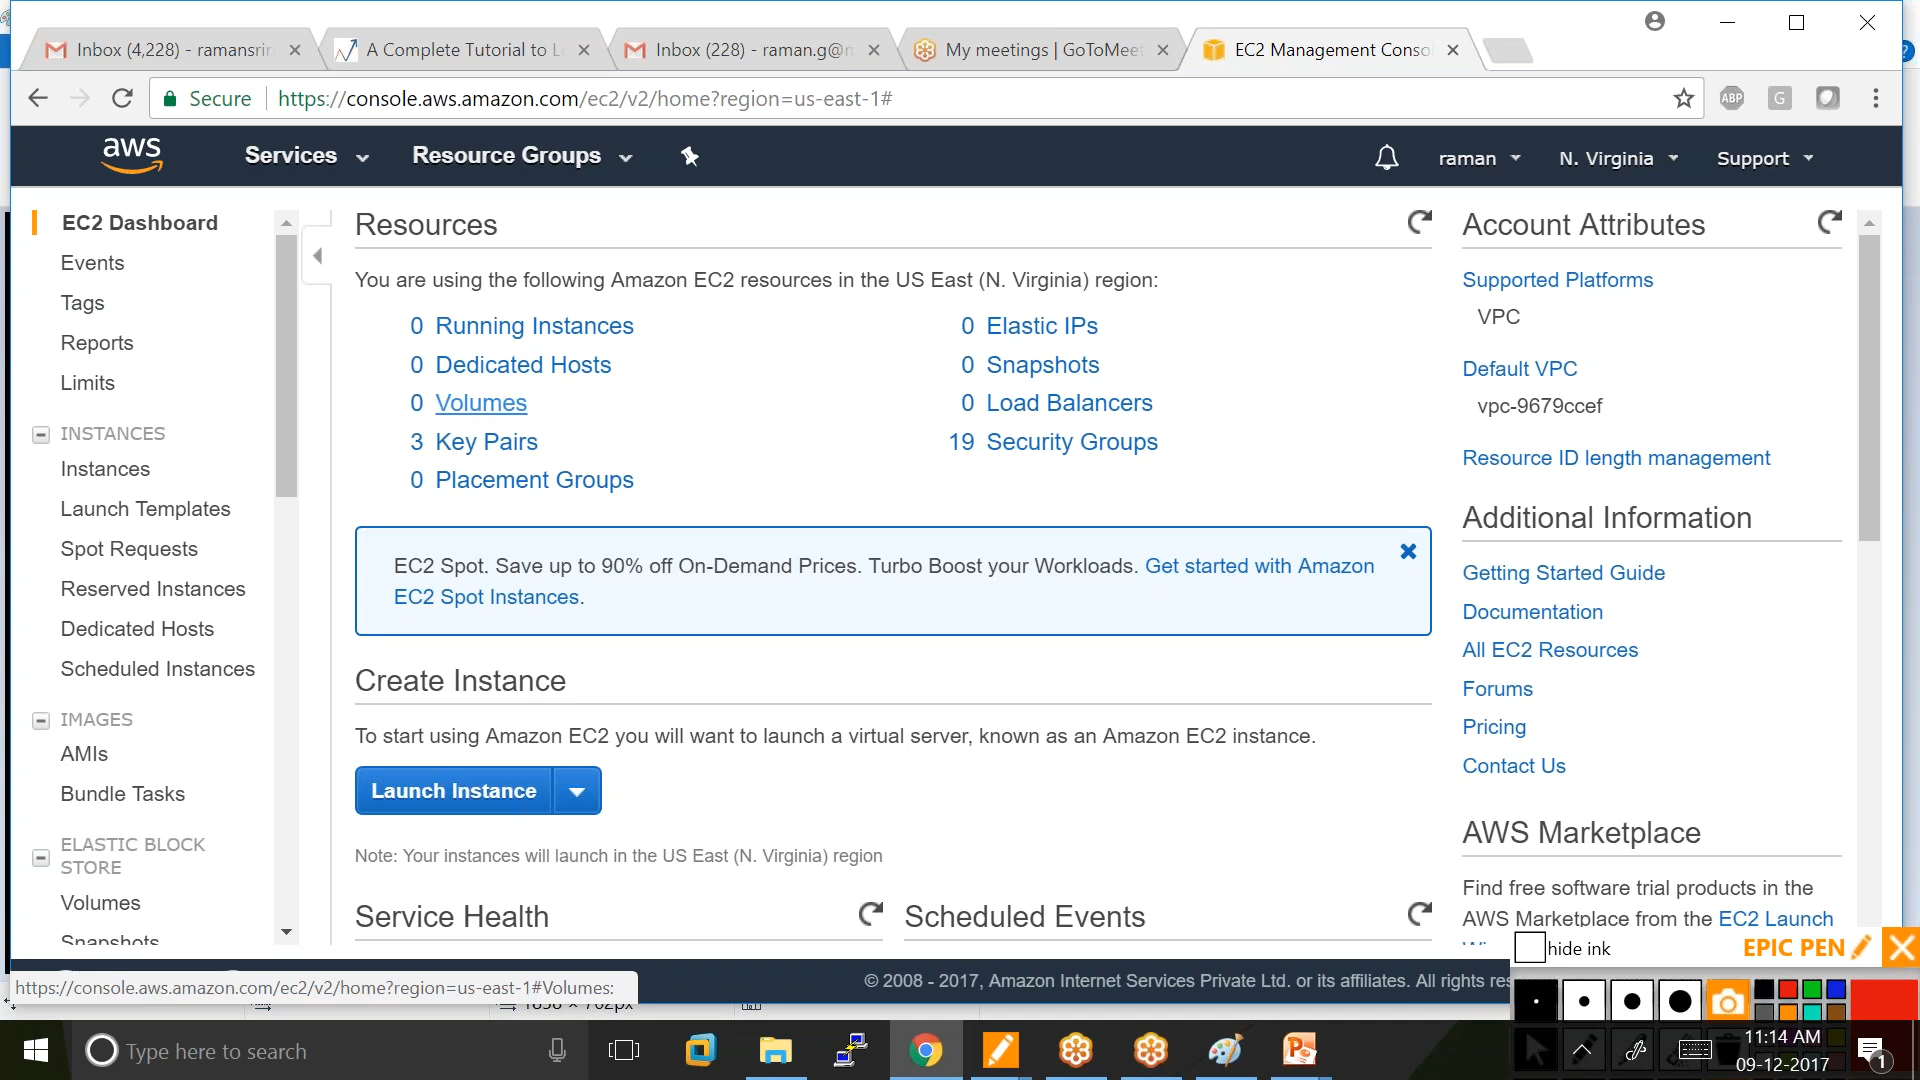 Inbox (4,228) - ramansrir
A Complete Tutorial to Le
Inbox (228) - raman.g@m
My meetings | GoToMeet
EC2 Management Conso
Secure
https://console.aws.amazon.com/ec2/v2/home?region=us-east-1#
ABP
G
aws
Services
Resource Groups
raman
N. Virginia
Support
EC2 Dashboard
Events
Tags
Reports
Limits
INSTANCES
Instances
Launch Templates
Spot Requests
Reserved Instances
Dedicated Hosts
Scheduled Instances
IMAGES
AMIs
Bundle Tasks
ELASTIC BLOCK
STORE
Volumes
Snapshots
Resources
You are using the following Amazon EC2 resources in the US East (N. Virginia) region:
0 Running Instances
0 Elastic IPs
0 Dedicated Hosts
0 Snapshots
0 Volumes
0 Load Balancers
3 Key Pairs
19 Security Groups
0 Placement Groups
EC2 Spot. Save up to 90% off On-Demand Prices. Turbo Boost your Workloads. Get started with Amazon
EC2 Spot Instances.
Create Instance
To start using Amazon EC2 you will want to launch a virtual server, known as an Amazon EC2 instance.
Launch Instance
Note: Your instances will launch in the US East (N. Virginia) region
Service Health
Scheduled Events
Account Attributes
Supported Platforms
VPC
Default VPC
vpc-9679ccef
Resource ID length management
Additional Information
Getting Started Guide
Documentation
All EC2 Resources
Forums
Pricing
Contact Us
AWS Marketplace
Find free software trial products in the
AWS Marketplace from the EC2 Launch
hide ink
EPIC PEN
https://console.aws.amazon.com/ec2/v2/home?region=us-east-1#Volumes:
© 2008 - 2017, Amazon Internet Services Private Ltd. or its affiliates. All rights res
Type here to search
11:14 AM
09-12-2017
1